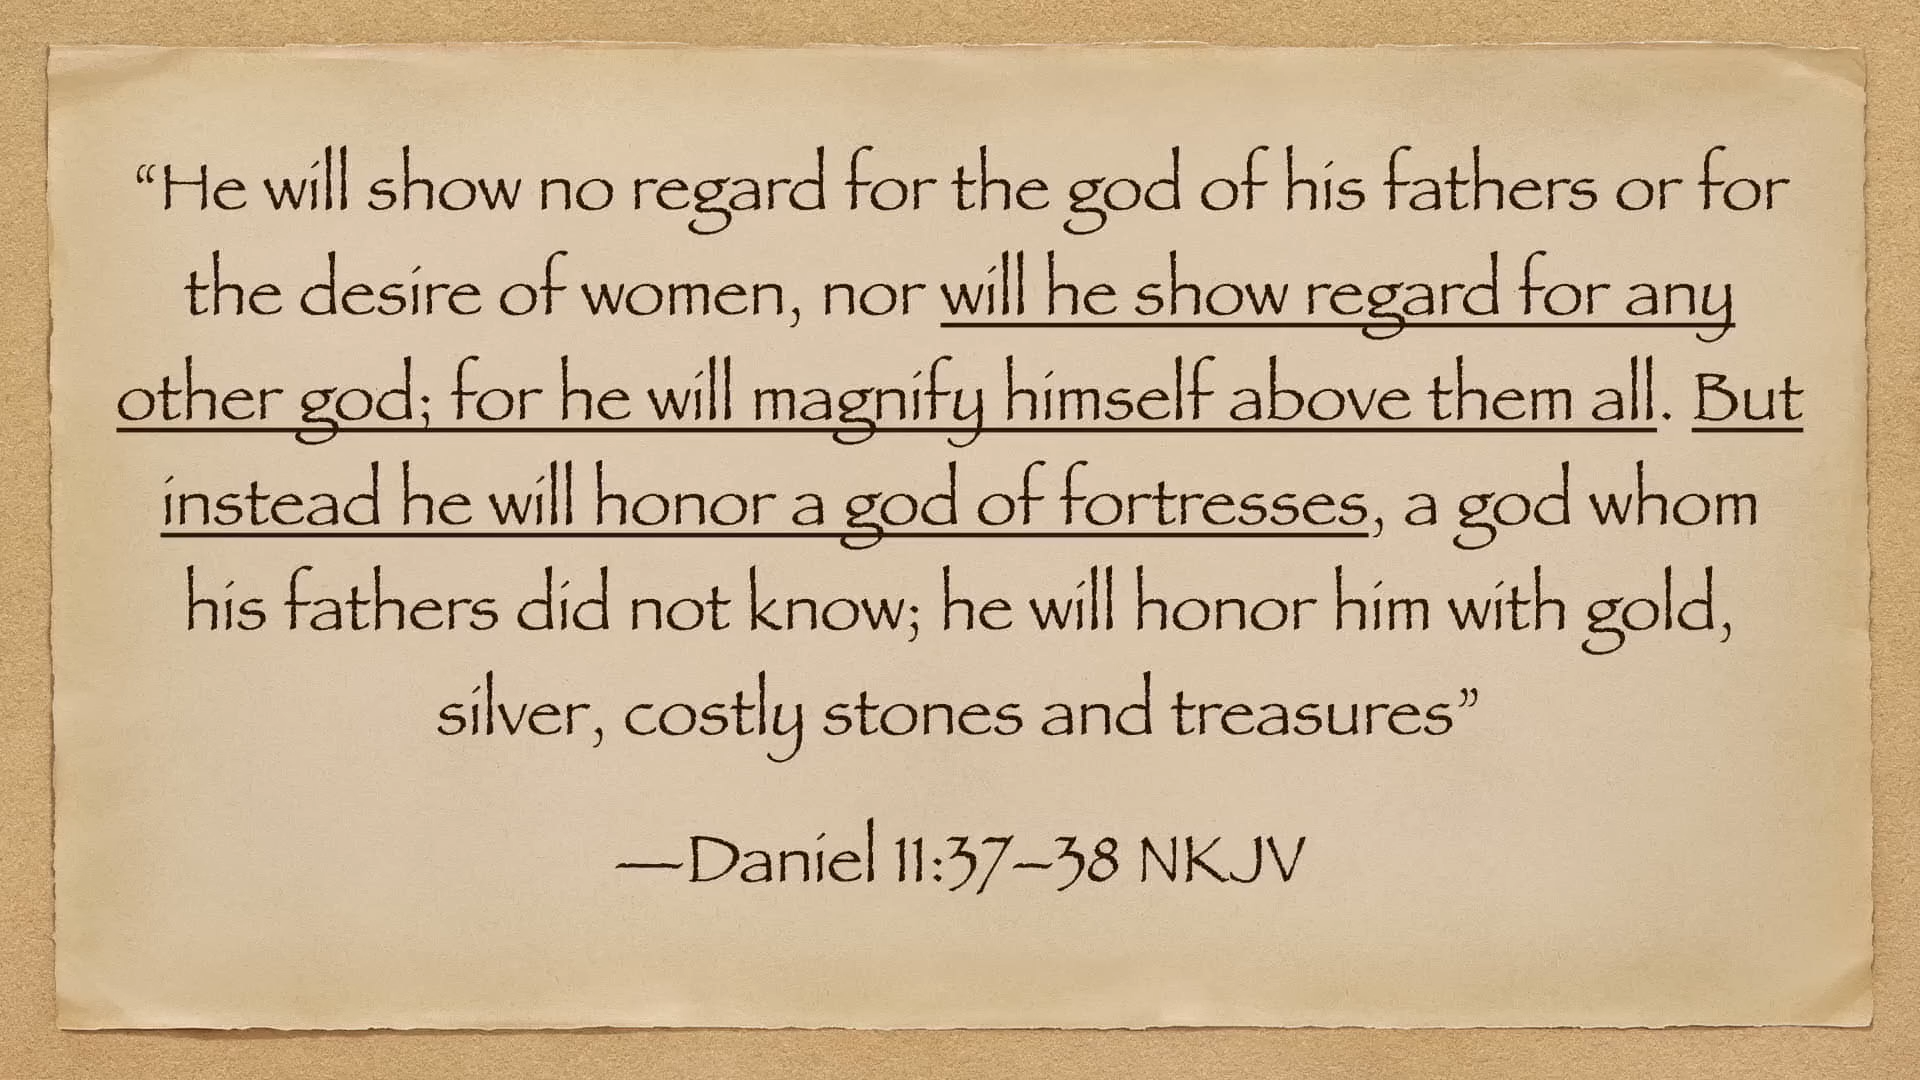 “He will show no regard for the god of his fathers or for
the desire of women, nor will he show regard for any
other god; for he will magnify himself above them all. But
instead he will honor a god of fortresses, a god whom
his fathers did not know; he will honor him with gold,
silver, costly stones and treasures”
—Daniel 11:37–38 NKJV